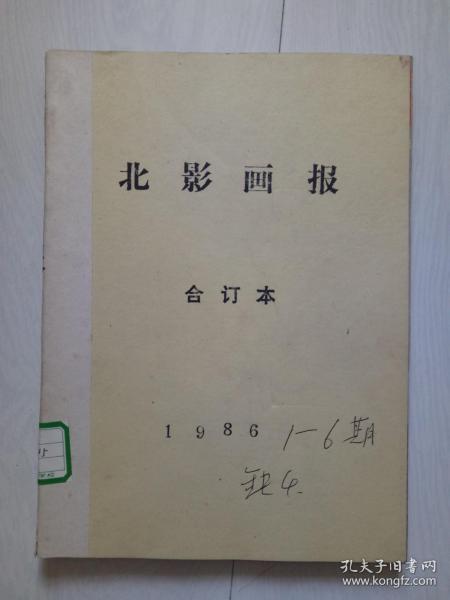 北影画报
合订本
1986 1-6期
缺4.
孔夫子旧书网
www.kongfz.com